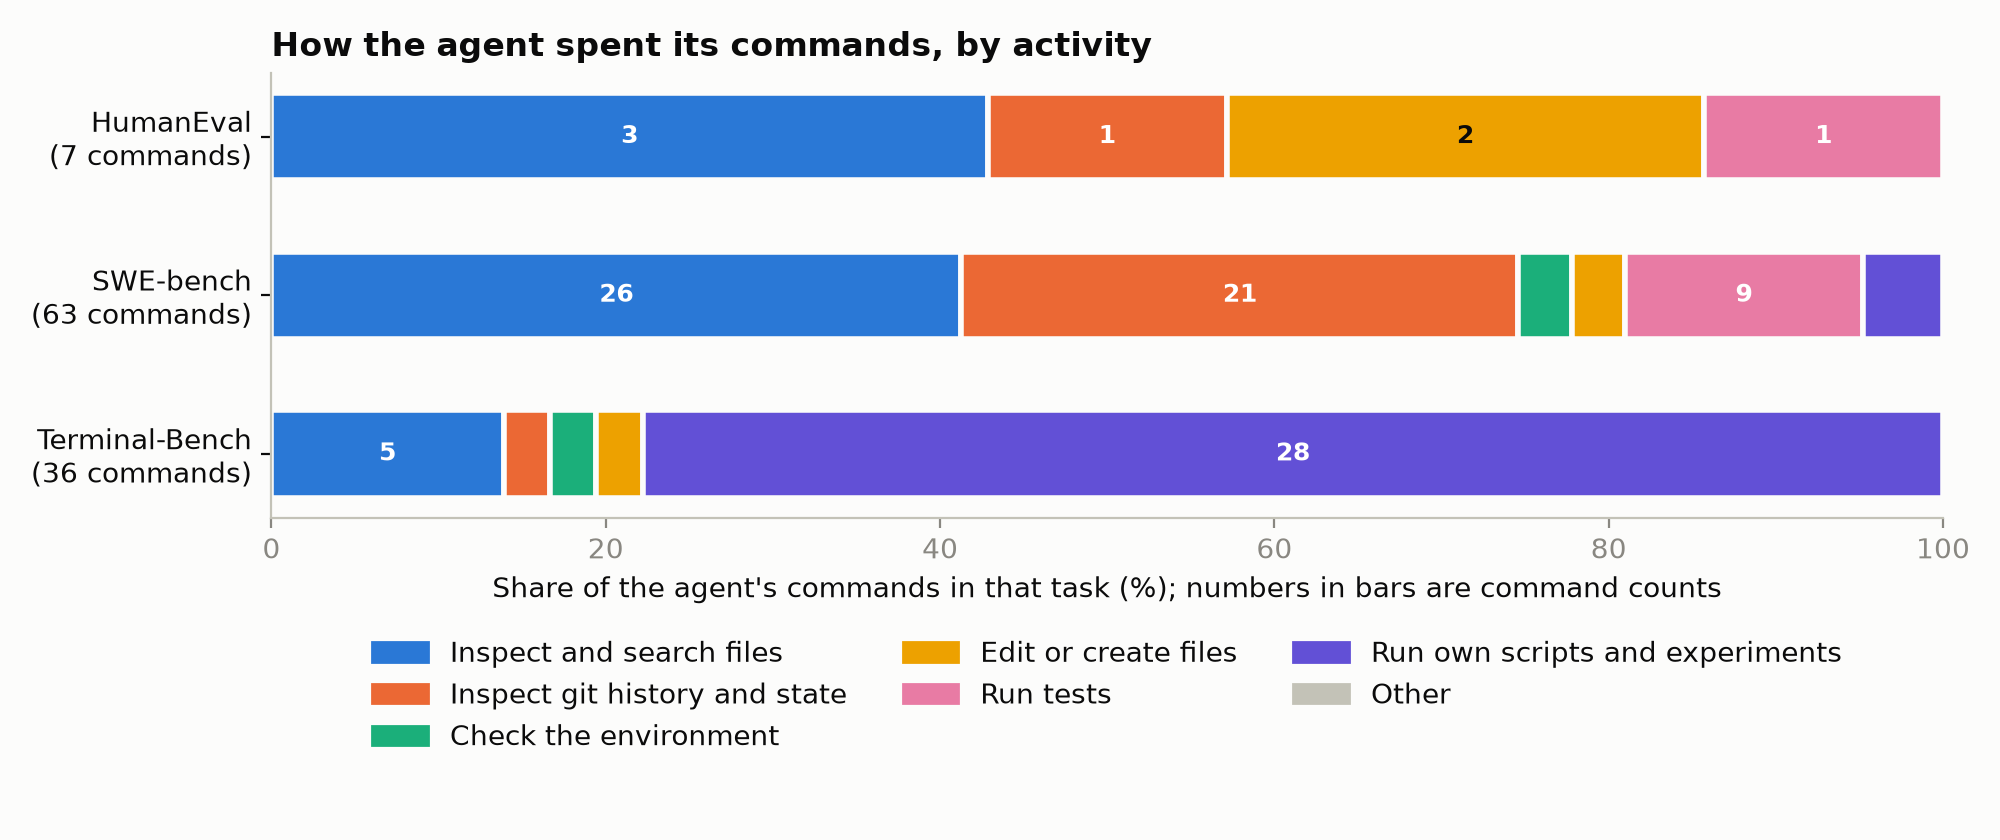 How the agent spent its commands, by activity
HumanEval
(7 commands)
3
1
2
1
SWE-bench
(63 commands)
26
21
9
Terminal-Bench
(36 commands)
5
28
0
20
40
60
80
100
Share of the agent's commands in that task (%); numbers in bars are command counts
Inspect and search files
Inspect git history and state
Check the environment
Edit or create files
Run tests
Run own scripts and experiments
Other